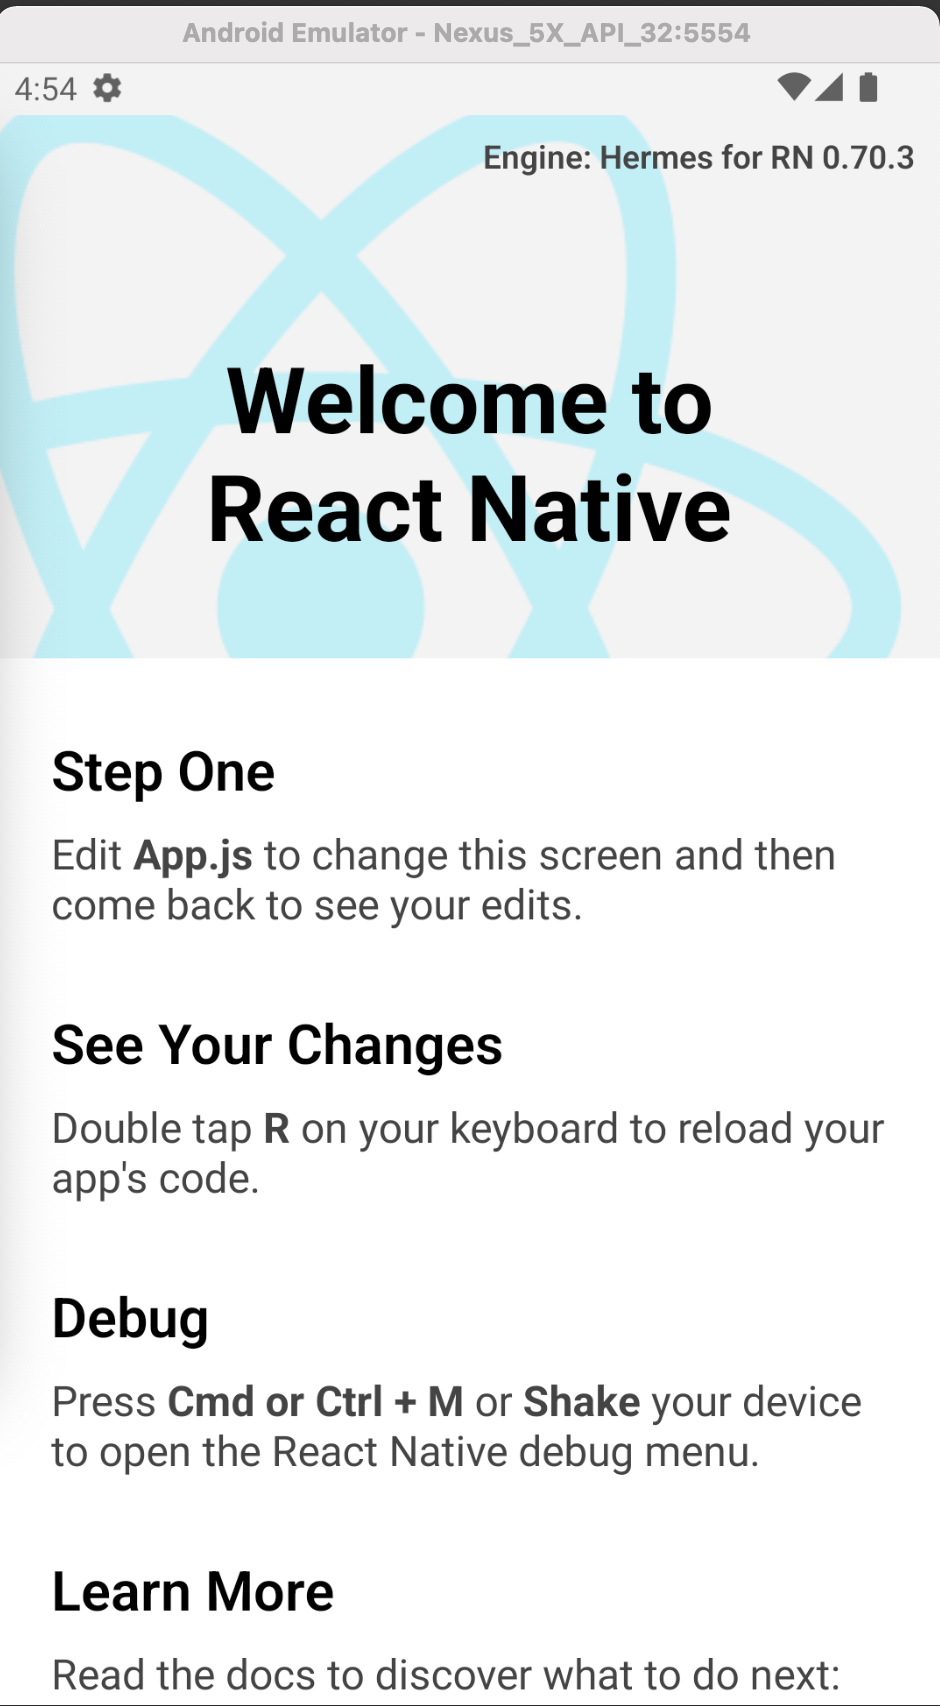 Android Emulator - Nexus_5X_API_32:5554
4:54
Engine: Hermes for RN 0.70.3
Welcome to
React Native
Step One
Edit App.js to change this screen and then
come back to see your edits.
See Your Changes
Double tap R on your keyboard to reload your
app's code.
Debug
Press Cmd or Ctrl + M or Shake your device
to open the React Native debug menu.
Learn More
Read the docs to discover what to do next: